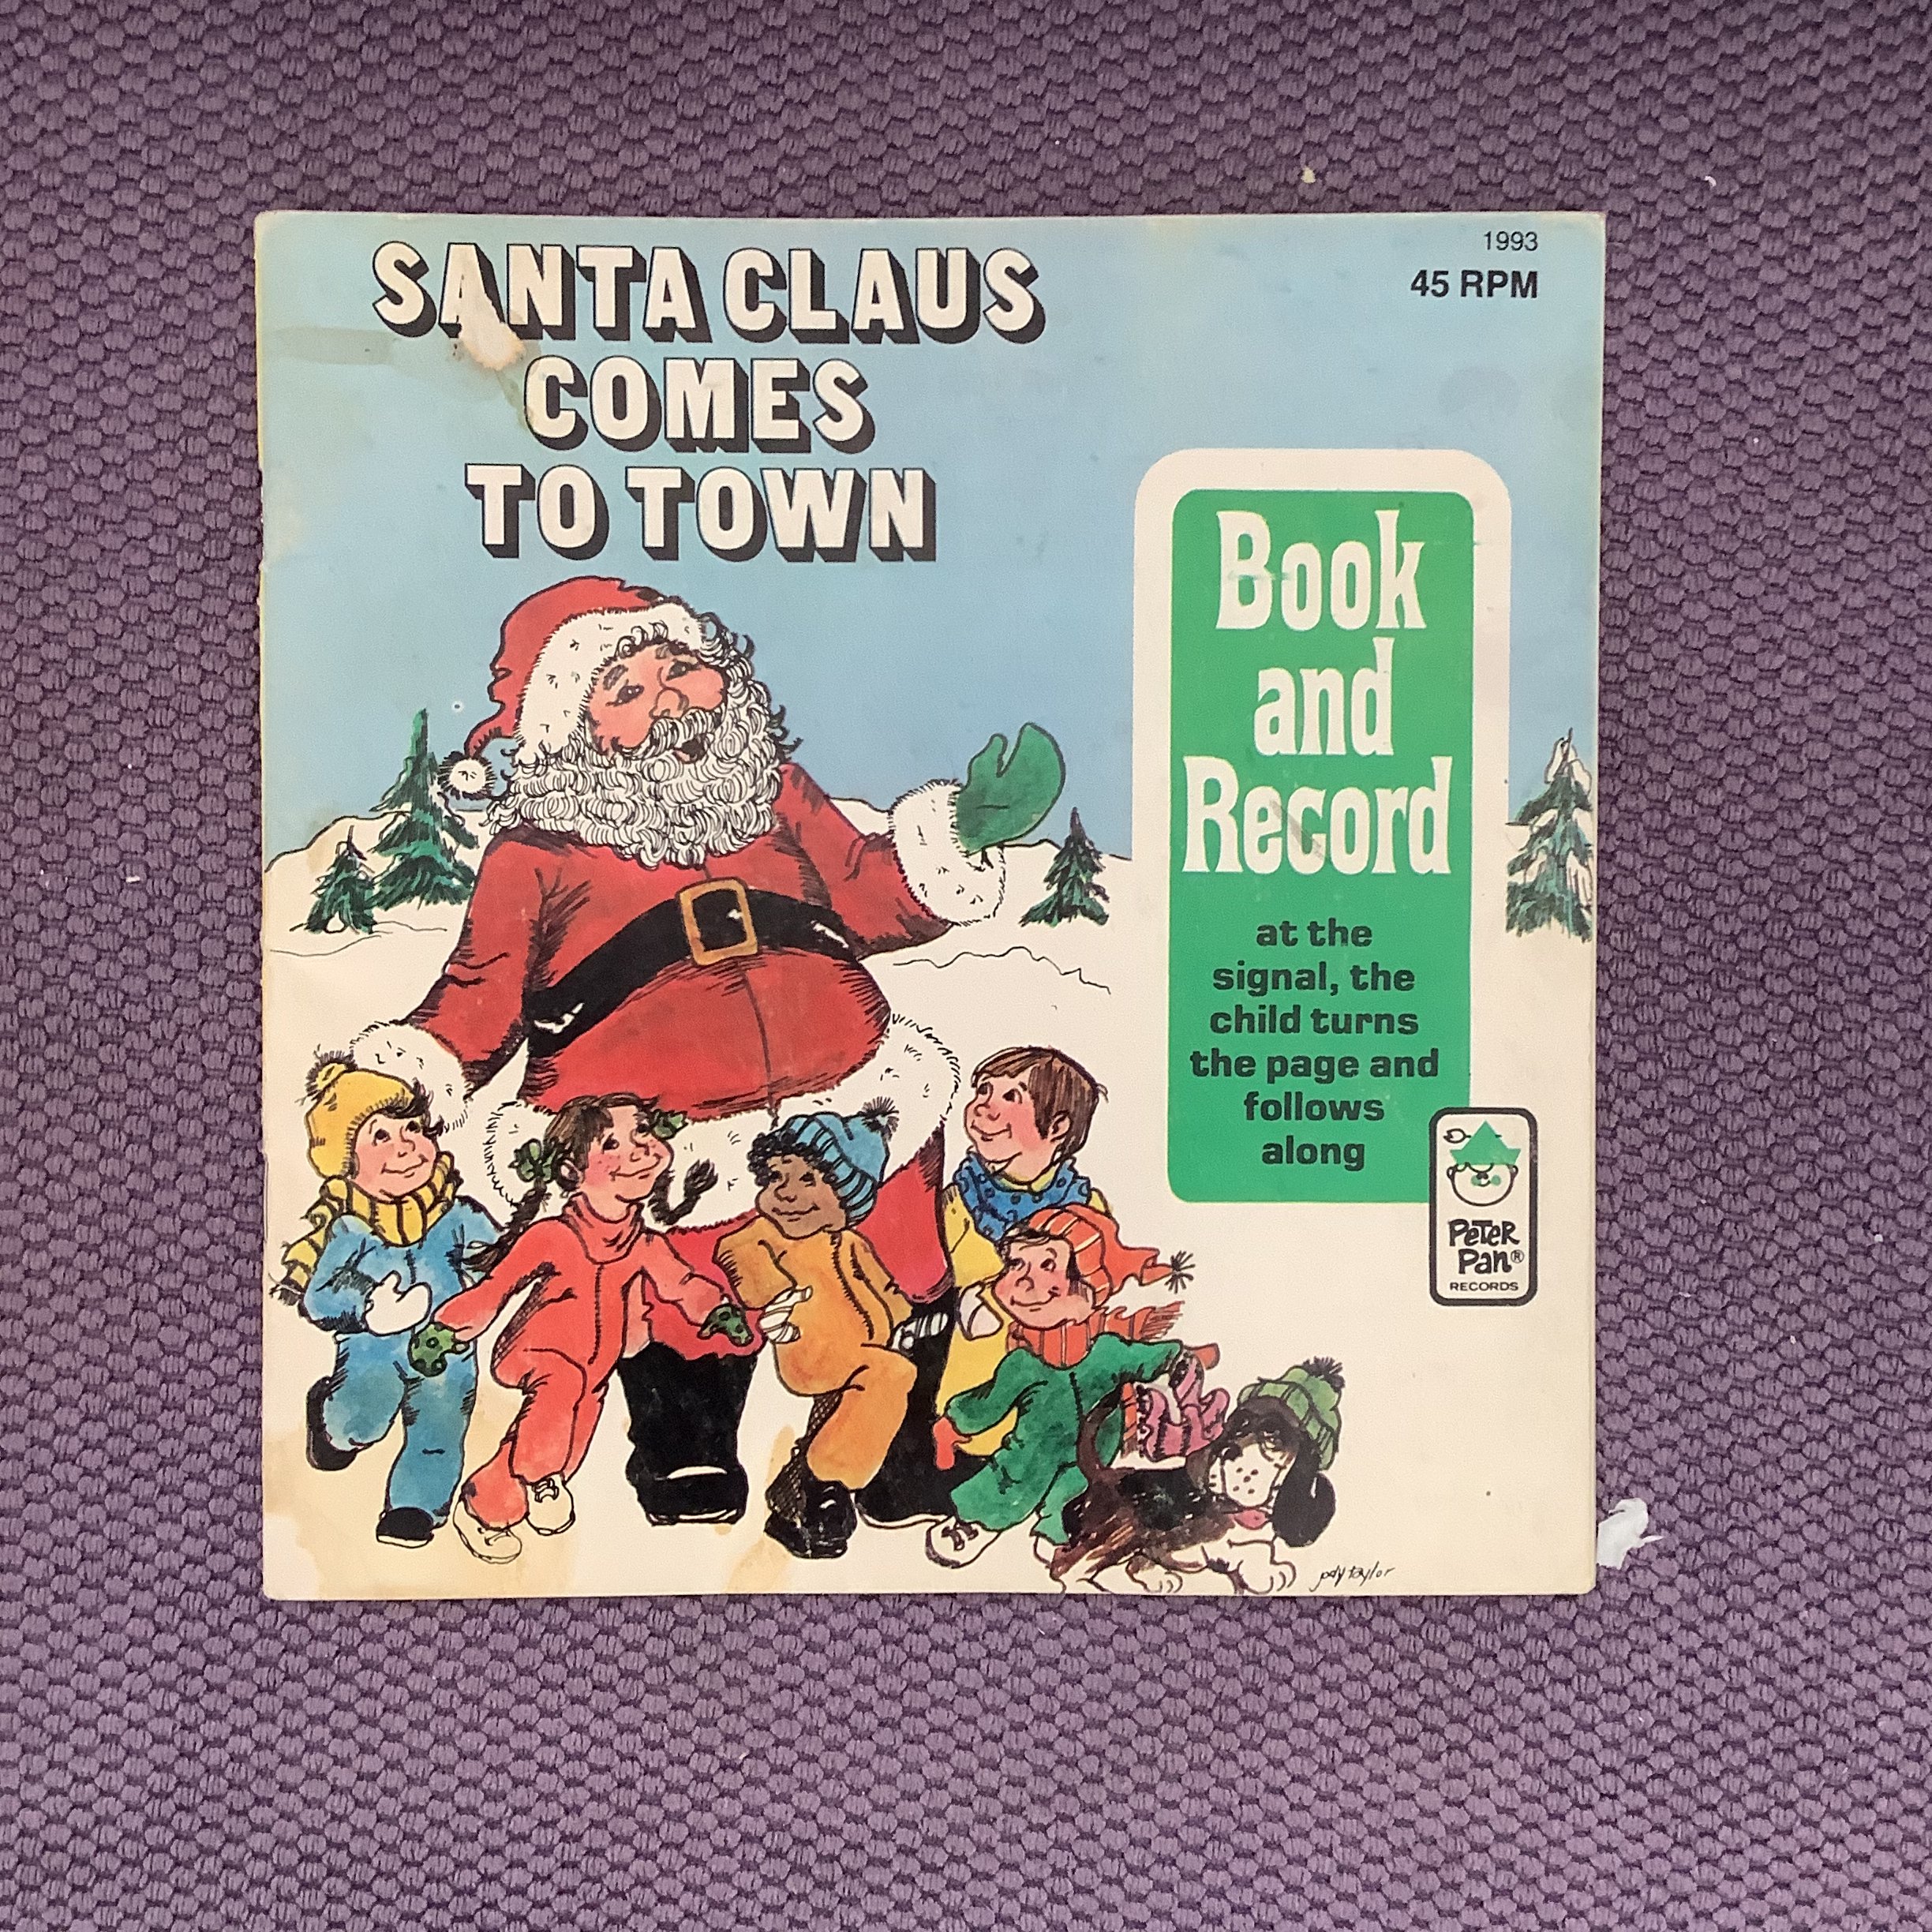 SANTA CLAUS
COMES
TO TOWN
1993
45 RPM
Book
and
Record
at the
signal, the
child turns
the page and
follows
along
Peter
Pan®
RECORDS
jody taylor